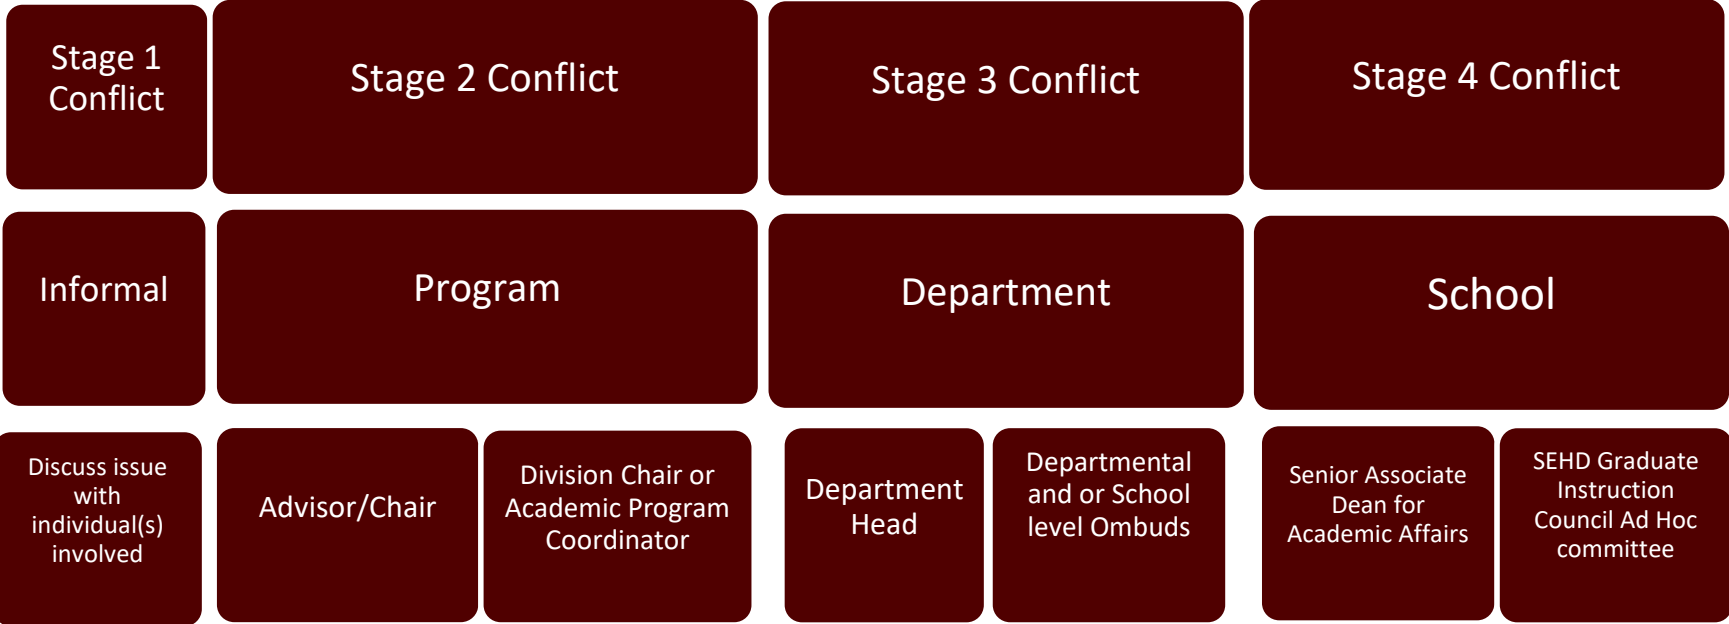 Stage 1
Conflict
Stage 2 Conflict
Stage 3 Conflict
Stage 4 Conflict
Informal
Program
Department
School
Discuss issue
with
individual(s)
involved
Advisor/Chair
Division Chair or
Academic Program
Coordinator
Department
Head
Departmental
and or School
level Ombuds
Senior Associate
Dean for
Academic Affairs
SEHD Graduate
Instruction
Council Ad Hoc
committee